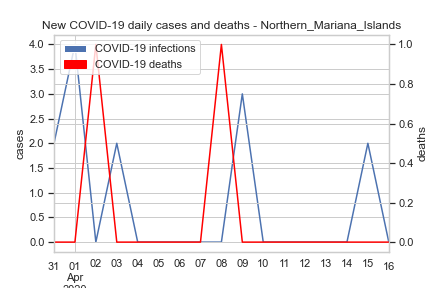 New COVID-19 daily cases and deaths - Northern_Mariana_Islands
COVID-19 infections
COVID-19 deaths
cases
4.0
3.5
3.0
2.5
2.0
1.5
1.0
0.5
0.0
deaths
1.0
0.8
0.6
0.4
0.2
0.0
31 01 02 03 04 05 06 07 08 09 10 11 12 13 14 15 16
Apr
2020